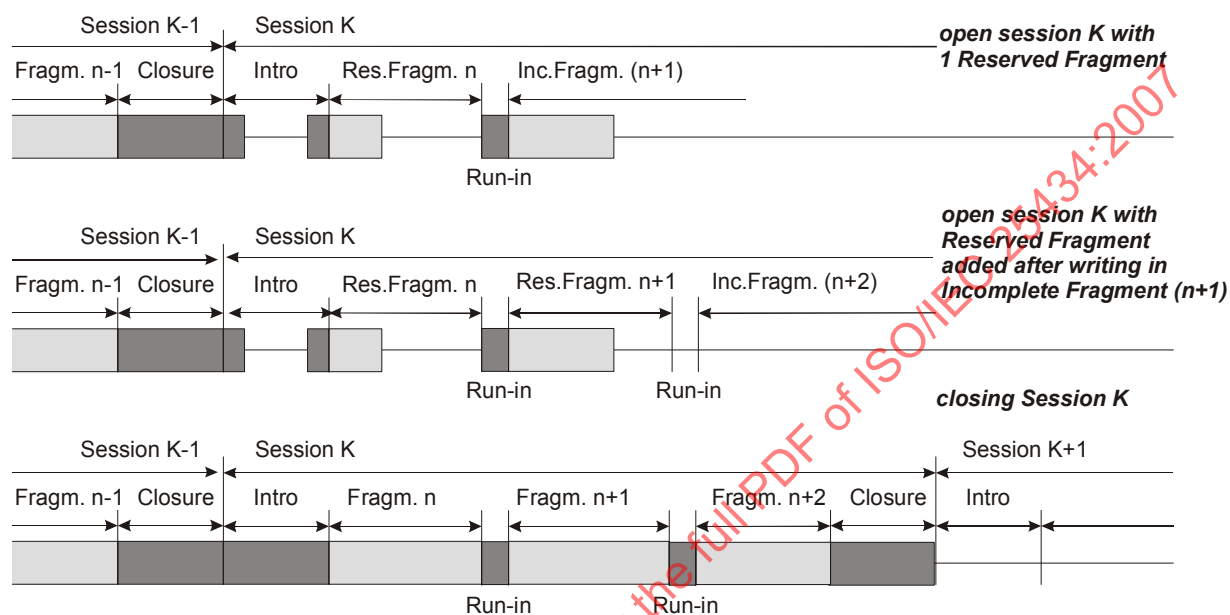 Session K-1 Session K
open session K with
1 Reserved Fragment
Fragm. n-1 Closure Intro Res.Fragm. n Inc.Fragm. (n+1)
Run-in
Session K-1 Session K
open session K with
Reserved Fragment
added after writing in
Incomplete Fragment (n+1)
Fragm. n-1 Closure Intro Res.Fragm. n Res.Fragm. n+1 Inc.Fragm. (n+2)
Run-in Run-in
closing Session K
Session K-1 Session K Session K+1
Fragm. n-1 Closure Intro Fragm. n Fragm. n+1 Fragm. n+2 Closure Intro
Run-in Run-in
the full PDF of ISO/IEC 25434:2007